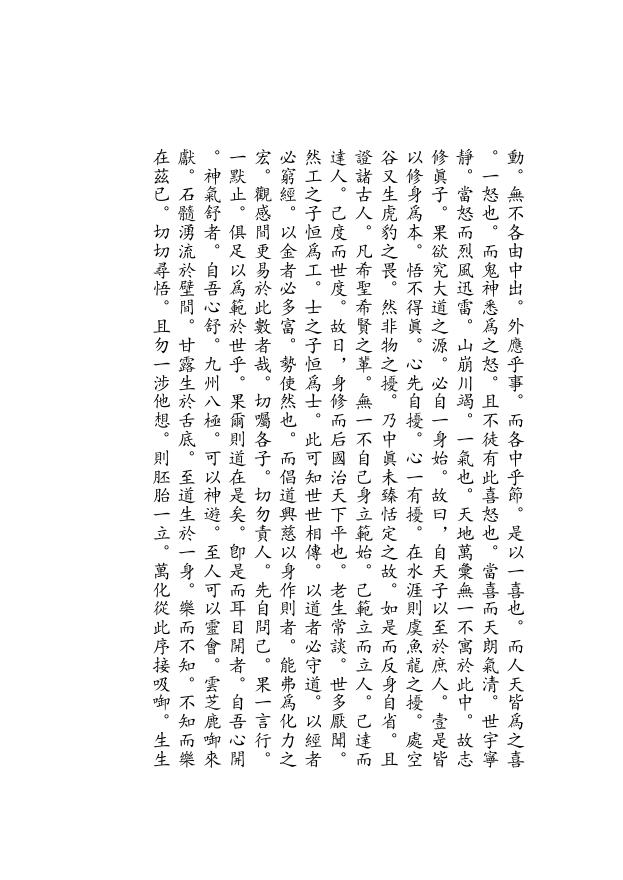 動。無不各由中出。外應乎事。而各中乎節。是以一喜也。而人天皆爲之喜
。一怒也。而鬼神悉爲之怒。且不徒有此喜怒也。當喜而天朗氣清。世宇寧
靜。當怒而烈風迅雷。山崩川竭。一氣也。天地萬彙無一不寓於此中。故志
修眞子。果欲究大道之源。必自一身始。故曰，自天子以至於庶人。壹是皆
以修身爲本。悟不得眞。心先自擾。心一有擾。在水涯則虞魚龍之擾。處空
谷又生虎豹之畏。然非物之擾。乃中眞未臻恬定之故。如是而反身自省。且
證諸古人。凡希聖希賢之輩。無一不自己身立範始。己範立而立人。己達而
達人。己度而世度。故曰，身修而后國治天下平也。老生常談。世多厭聞。
然工之子恒爲工。士之子恒爲士。此可知世世相傳。以道者必守道。以經者
必窮經。以金者必多富。勢使然也。而倡道興慈以身作則者。能弗爲化力之
宏。觀感間更易於此數者哉。切囑各子。切勿責人。先自問己。果一言行。
一默止。俱足以爲範於世乎。果爾則道在是矣。卽是而耳目開者。自吾心開
。神氣舒者。自吾心舒。九州八極。可以神遊。至人可以靈會。雲芝鹿啣來
獻。石髓湧流於壁間。甘露生於舌底。至道生於一身。樂而不知。不知而樂
在茲已。切切尋悟。且勿一涉他想。則胚胎一立。萬化從此序接吸啣。生生